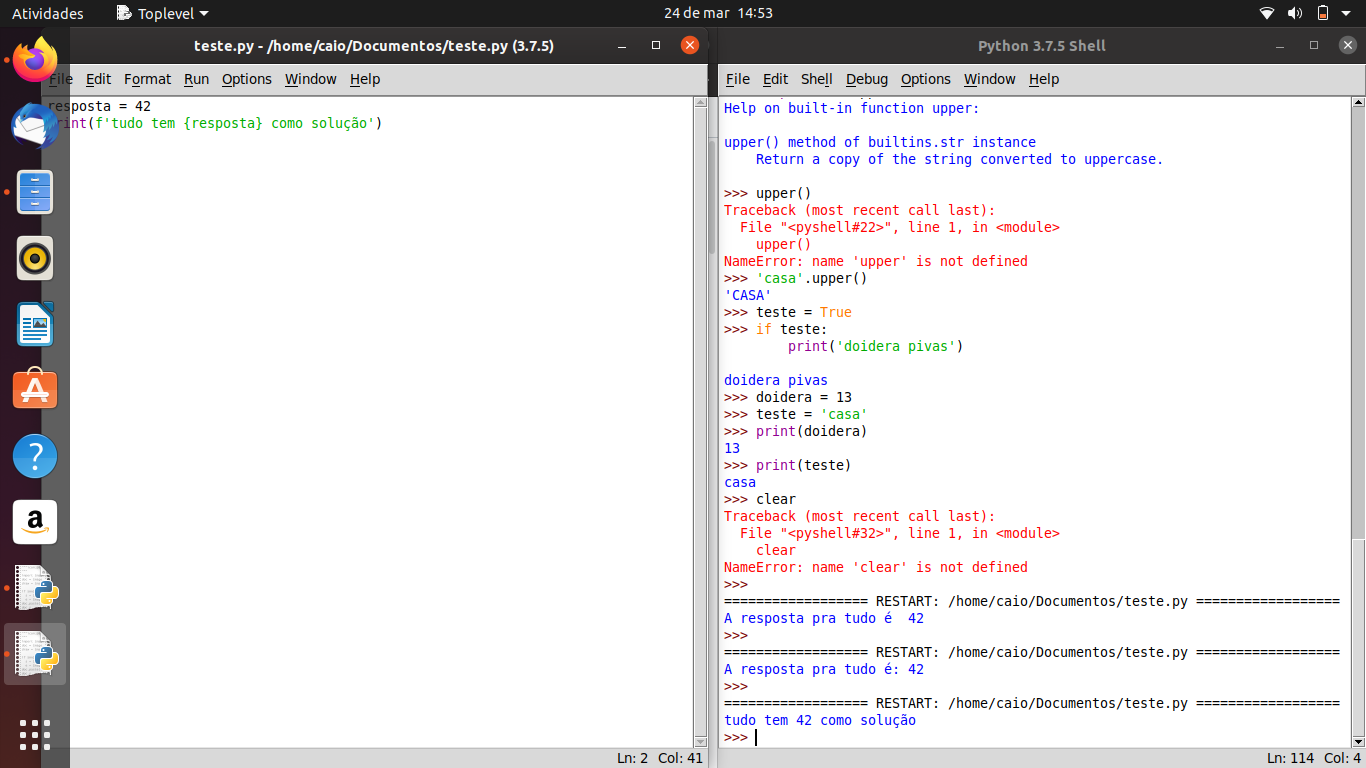 Atividades
Toplevel
24 de mar 14:53
teste.py - /home/caio/Documentos/teste.py (3.7.5)
File Edit Format Run Options Window Help
resposta = 42
print(f'tudo tem {resposta} como solução')
Ln: 2 Col: 41
Python 3.7.5 Shell
File Edit Shell Debug Options Window Help
Help on built-in function upper:
upper() method of builtins.str instance
    Return a copy of the string converted to uppercase.
>>> upper()
Traceback (most recent call last):
  File "<pyshell#22>", line 1, in <module>
    upper()
NameError: name 'upper' is not defined
>>> 'casa'.upper()
'CASA'
>>> teste = True
>>> if teste:
        print('doidera pivas')
doidera pivas
>>> doidera = 13
>>> teste = 'casa'
>>> print(doidera)
13
>>> print(teste)
casa
>>> clear
Traceback (most recent call last):
  File "<pyshell#32>", line 1, in <module>
    clear
NameError: name 'clear' is not defined
>>>
================== RESTART: /home/caio/Documentos/teste.py ==================
A resposta pra tudo é  42
>>>
================== RESTART: /home/caio/Documentos/teste.py ==================
A resposta pra tudo é: 42
>>>
================== RESTART: /home/caio/Documentos/teste.py ==================
tudo tem 42 como solução
>>>
Ln: 114 Col: 4